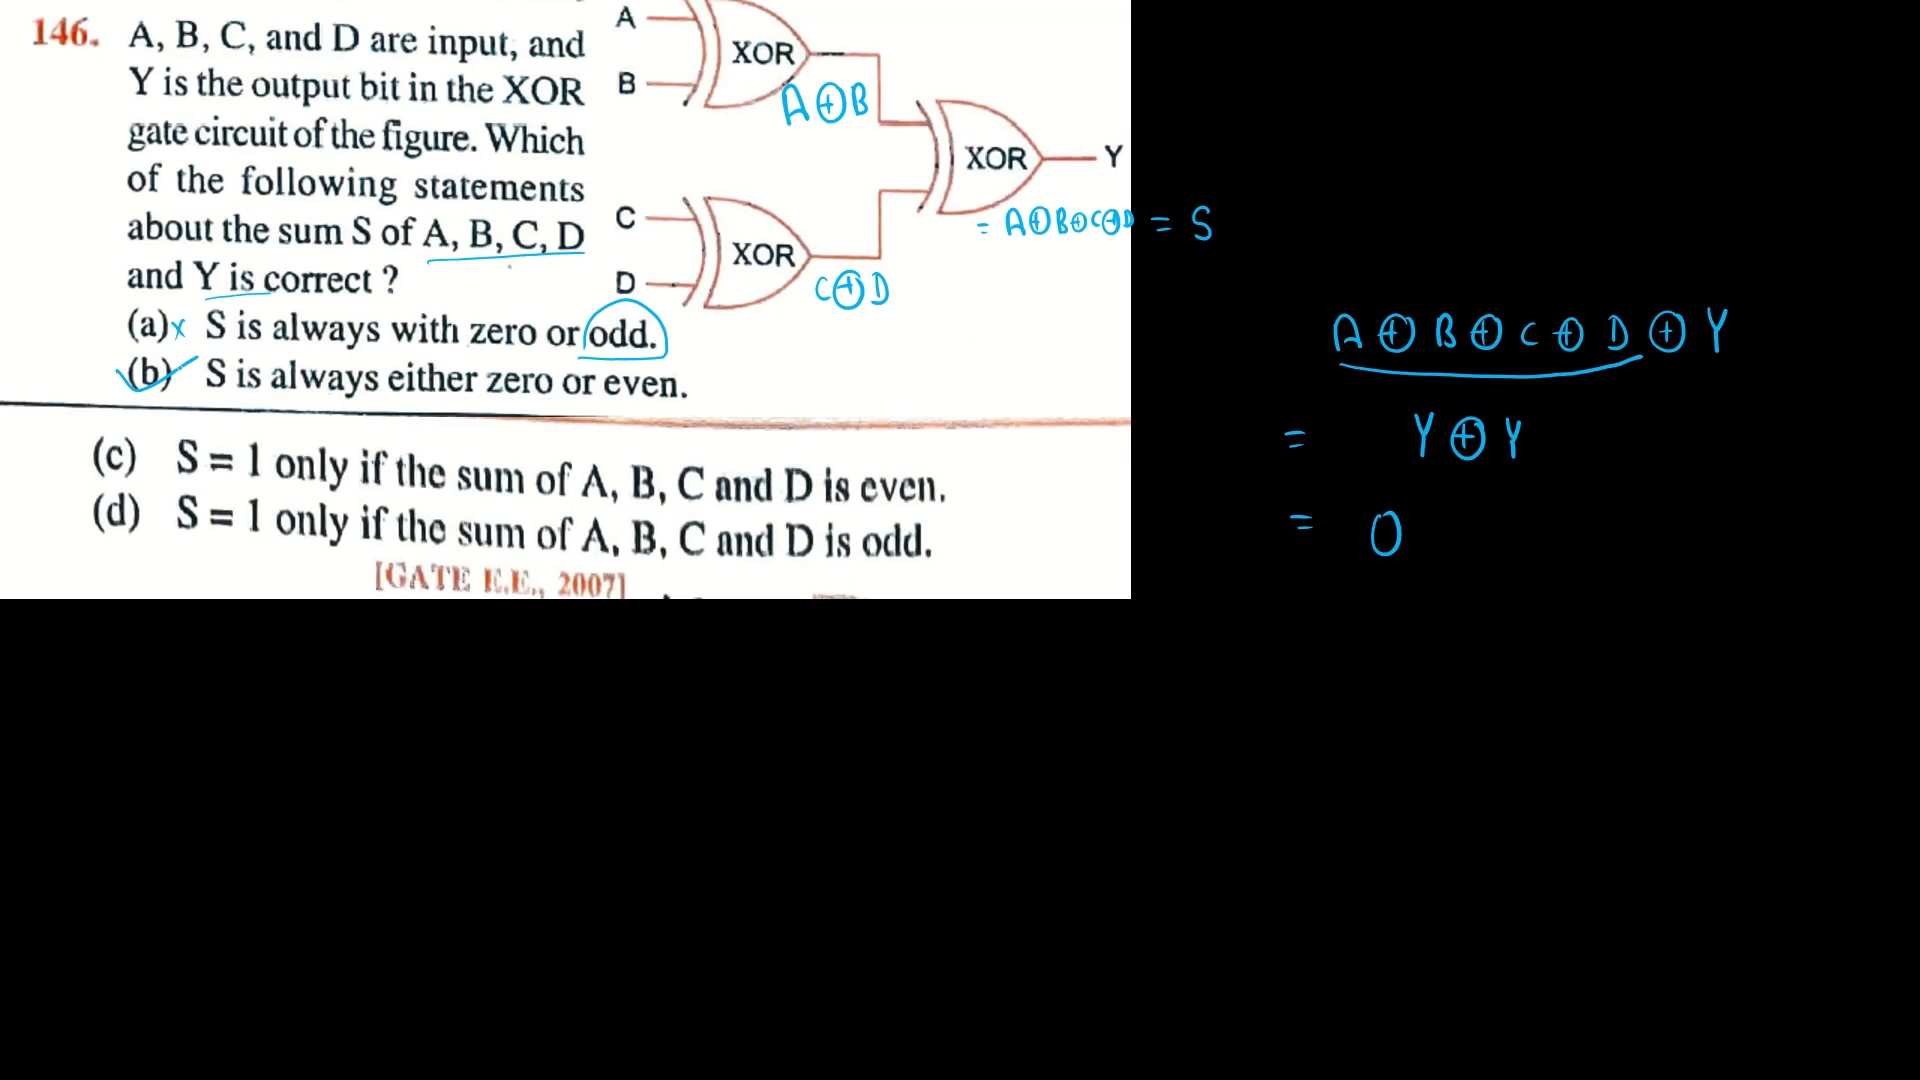 146. A, B, C, and D are input, and
Y is the output bit in the XOR
gate circuit of the figure. Which
of the following statements
about the sum S of A, B, C, D
and Y is correct ?
(a)x S is always with zero or odd.
(b) S is always either zero or even.
(c) S = 1 only if the sum of A, B, C and D is even.
(d) S = 1 only if the sum of A, B, C and D is odd.
[GATE E.E., 2007]
A
B
XOR
A⊕B
C
D
XOR
C⊕D
XOR
Y
= A⊕B⊕C⊕D = S
A ⊕ B ⊕ C ⊕ D ⊕ Y
= Y ⊕ Y
= 0